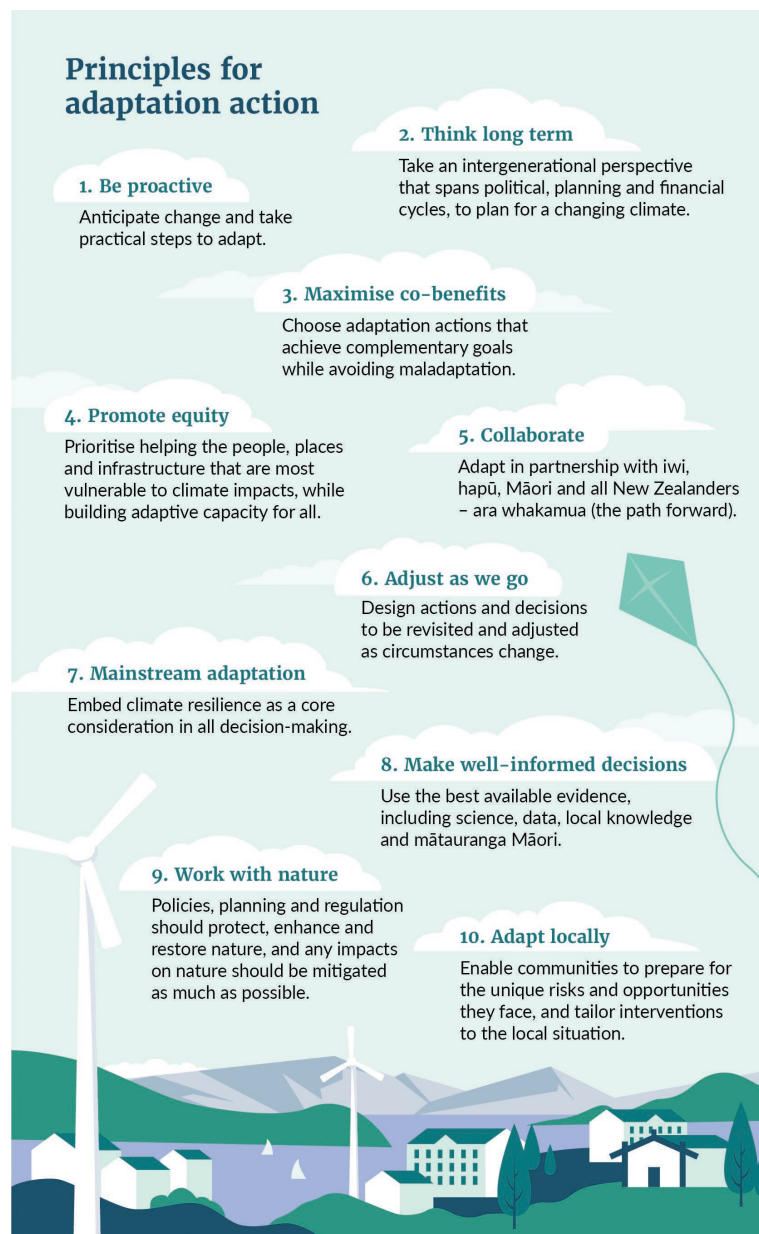 Principles for
adaptation action
1. Be proactive
Anticipate change and take
practical steps to adapt.
2. Think long term
Take an intergenerational perspective
that spans political, planning and financial
cycles, to plan for a changing climate.
3. Maximise co-benefits
Choose adaptation actions that
achieve complementary goals
while avoiding maladaptation.
4. Promote equity
Prioritise helping the people, places
and infrastructure that are most
vulnerable to climate impacts, while
building adaptive capacity for all.
5. Collaborate
Adapt in partnership with iwi,
hapū, Māori and all New Zealanders
– ara whakamua (the path forward).
6. Adjust as we go
Design actions and decisions
to be revisited and adjusted
as circumstances change.
7. Mainstream adaptation
Embed climate resilience as a core
consideration in all decision-making.
8. Make well-informed decisions
Use the best available evidence,
including science, data, local knowledge
and mātauranga Māori.
9. Work with nature
Policies, planning and regulation
should protect, enhance and
restore nature, and any impacts
on nature should be mitigated
as much as possible.
10. Adapt locally
Enable communities to prepare for
the unique risks and opportunities
they face, and tailor interventions
to the local situation.